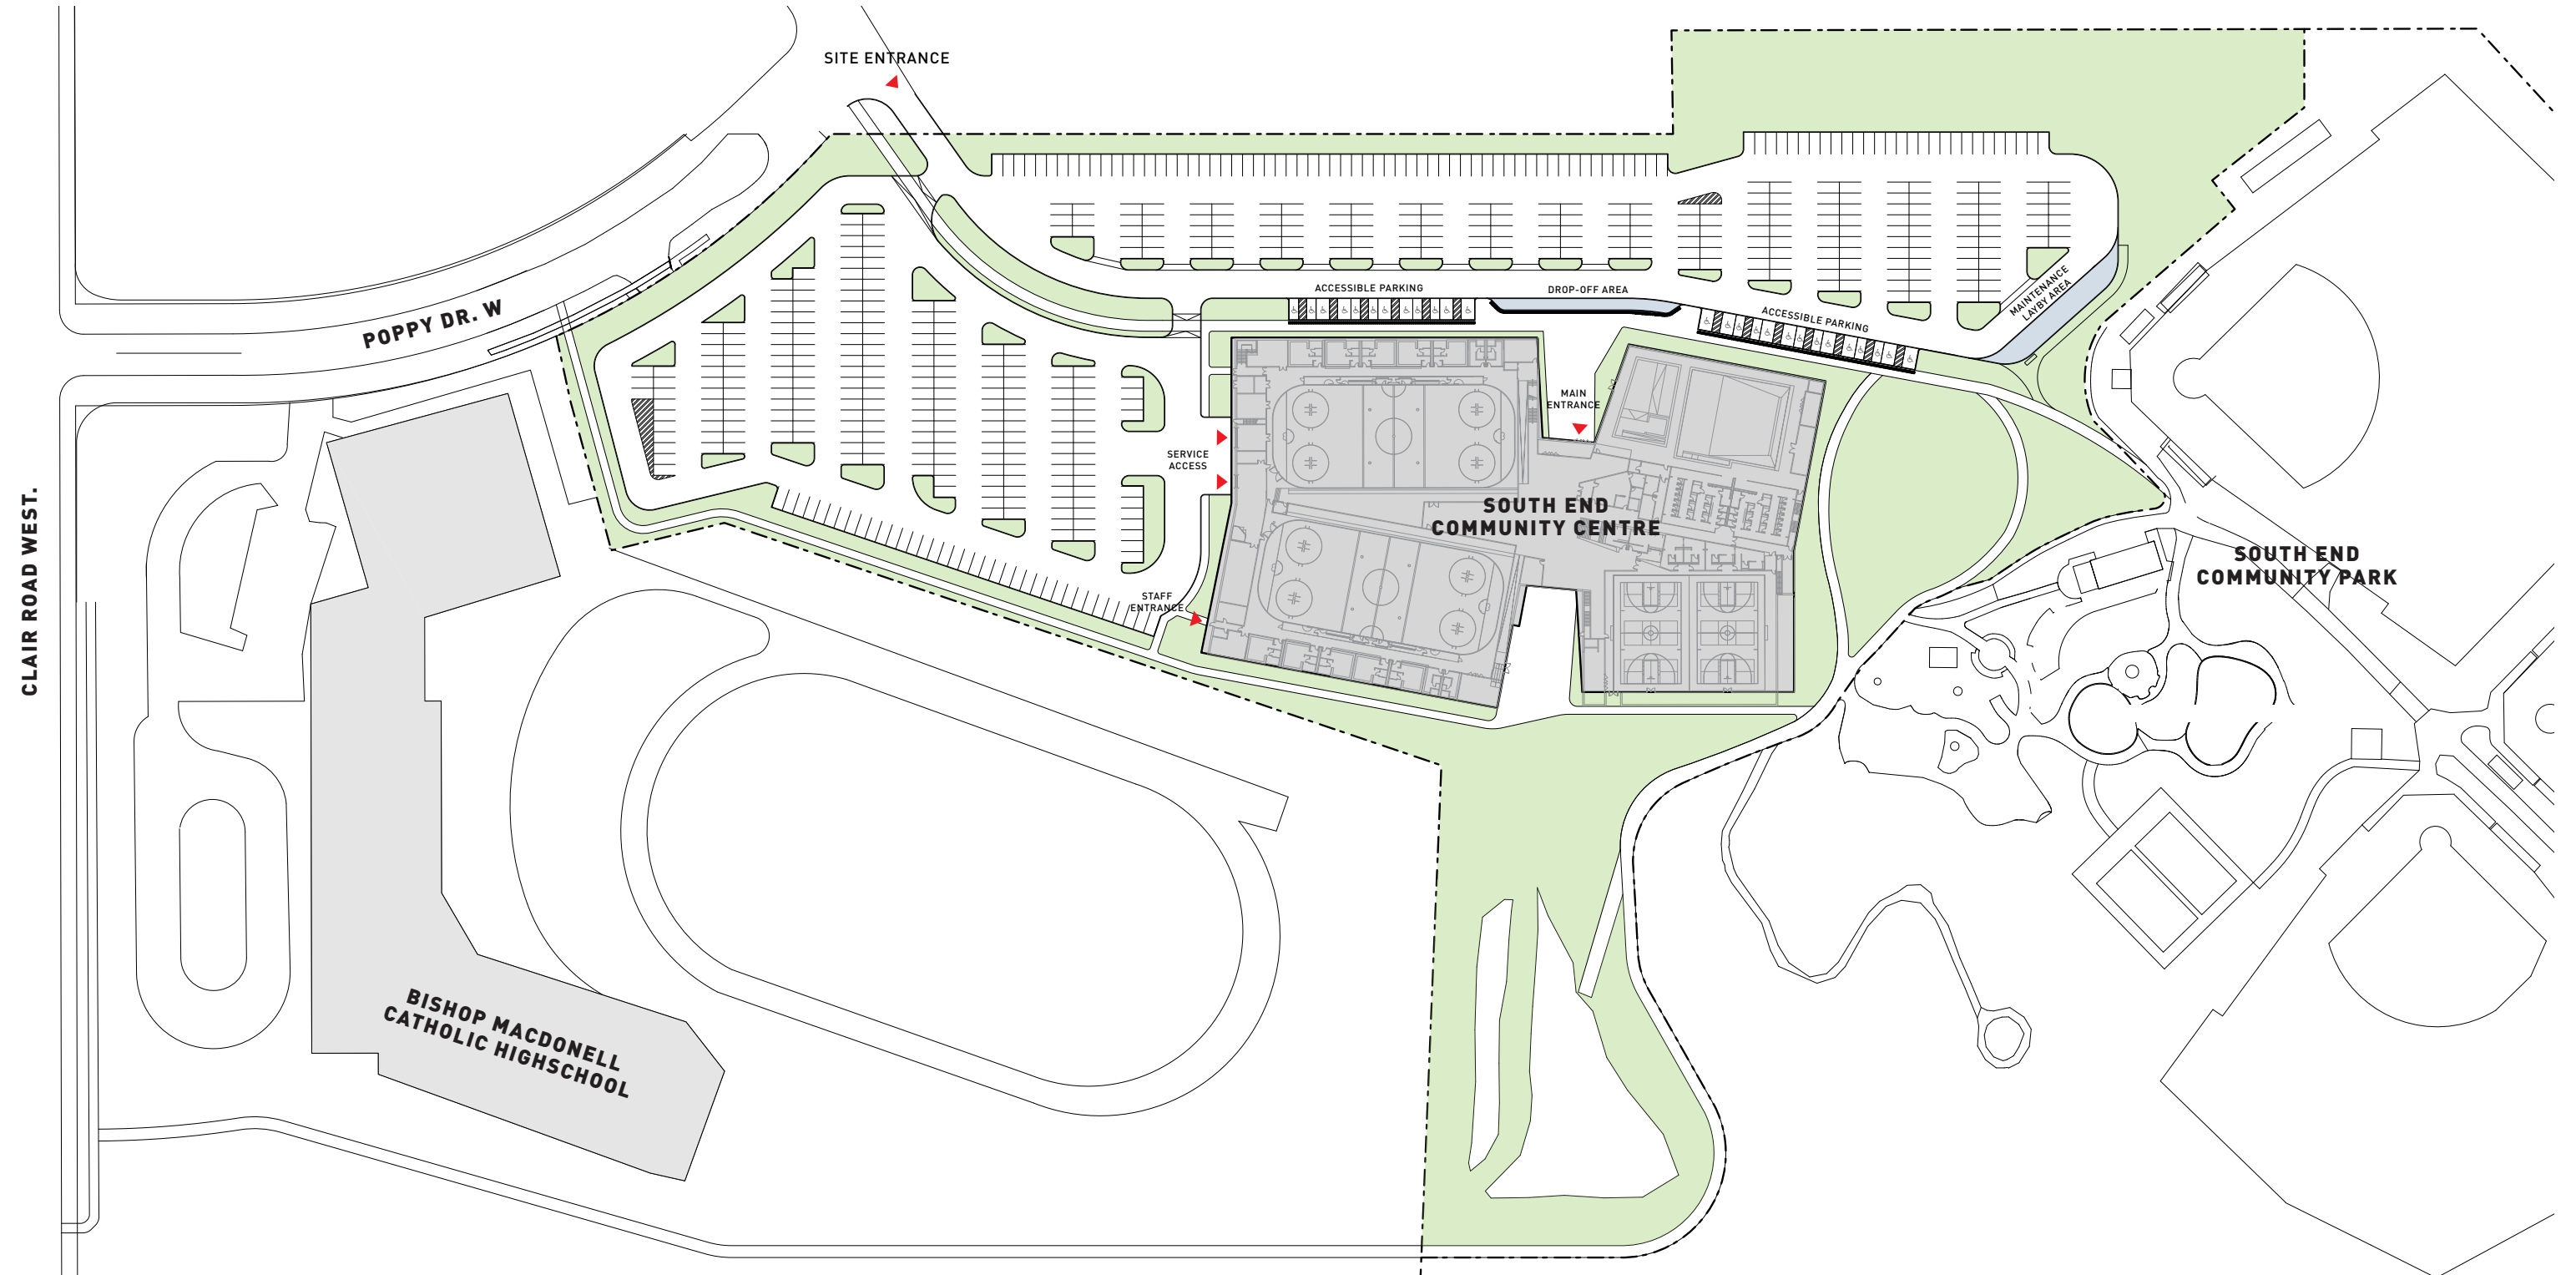 SITE ENTRANCE
POPPY DR. W
ACCESSIBLE PARKING
DROP-OFF AREA
ACCESSIBLE PARKING
MAINTENANCE
LAYBY AREA
MAIN
ENTRANCE
SERVICE
ACCESS
SOUTH END
COMMUNITY CENTRE
SOUTH END
COMMUNITY PARK
STAFF
ENTRANCE
CLAIR ROAD WEST.
BISHOP MACDONELL
CATHOLIC HIGHSCHOOL